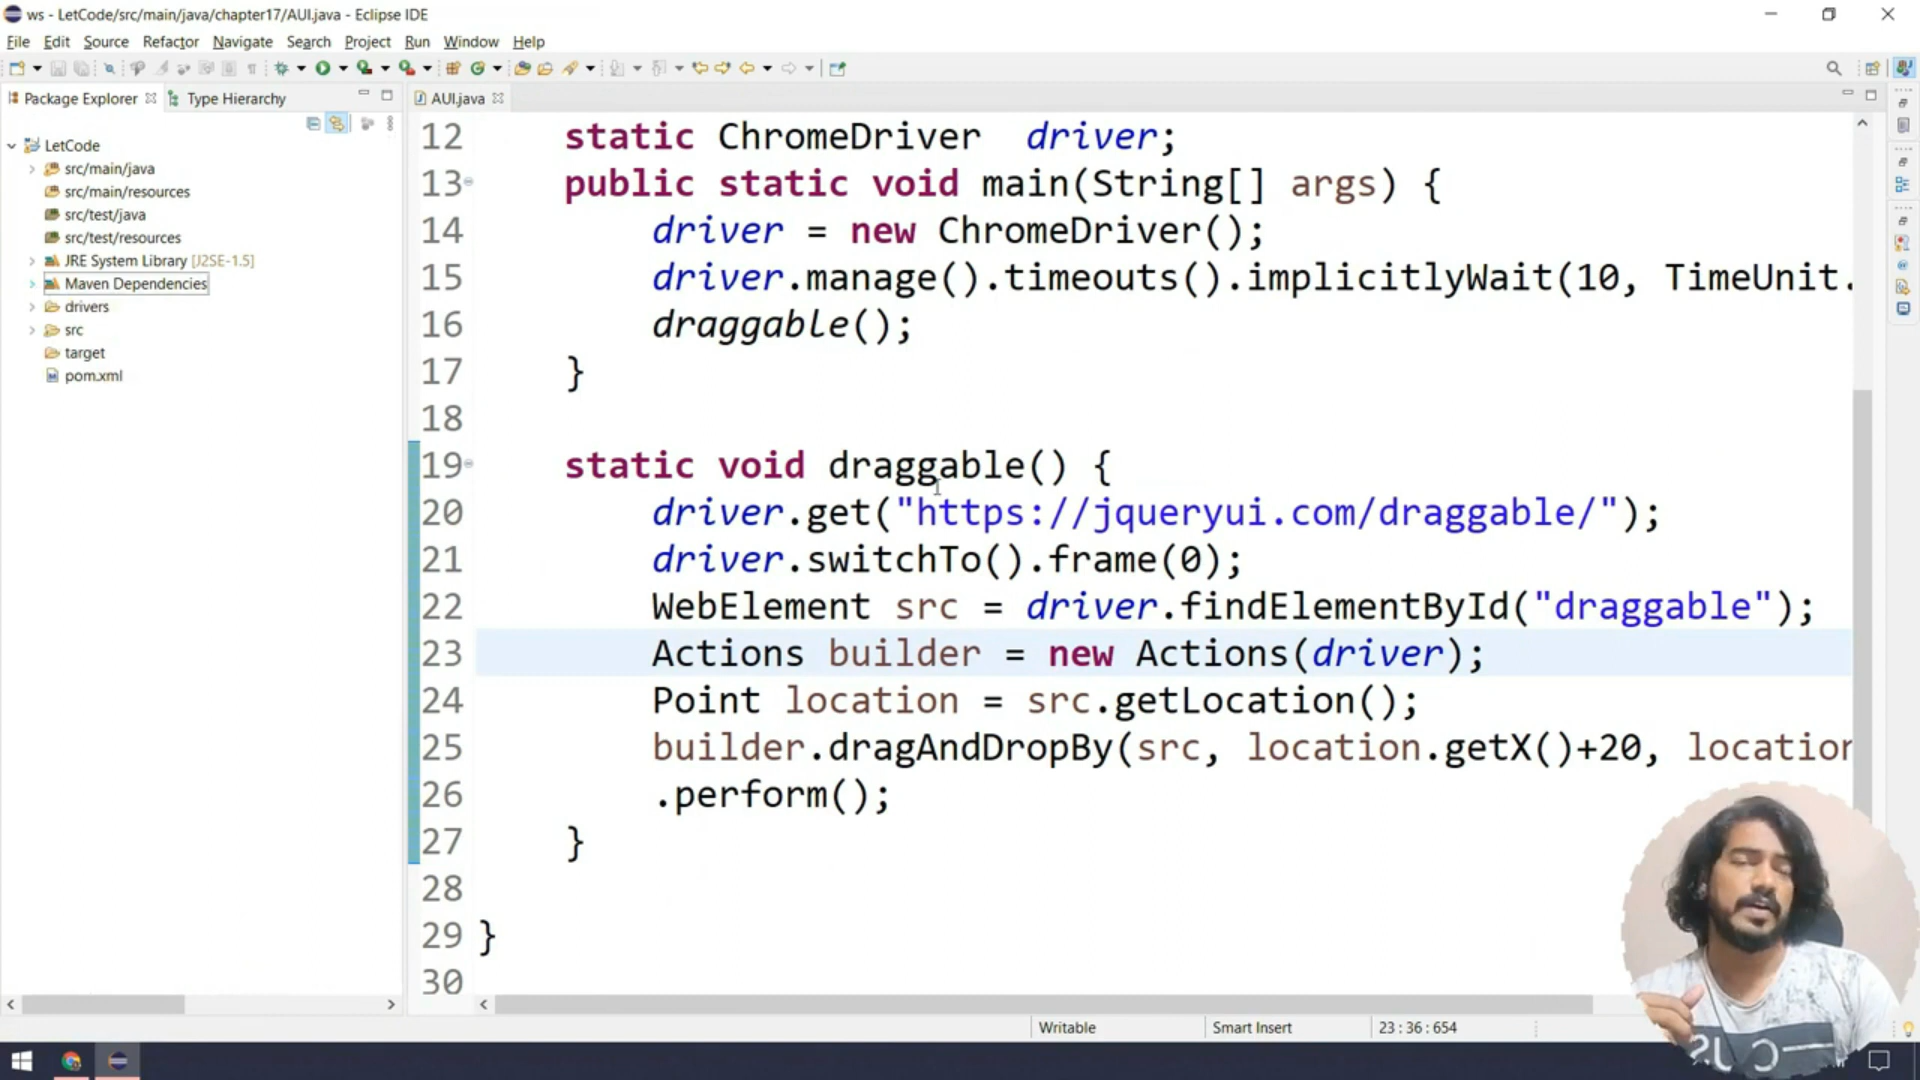 ws - LetCode/src/main/java/chapter17/AUI.java - Eclipse IDE
File Edit Source Refactor Navigate Search Project Run Window Help
Package Explorer Type Hierarchy
AUI.java
LetCode
src/main/java
src/main/resources
src/test/java
src/test/resources
JRE System Library [J2SE-1.5]
Maven Dependencies
drivers
src
target
pom.xml
12 static ChromeDriver driver;
13 public static void main(String[] args) {
14 driver = new ChromeDriver();
15 driver.manage().timeouts().implicitlyWait(10, TimeUnit.
16 draggable();
17 }
18
19 static void draggable() {
20 driver.get("https://jqueryui.com/draggable/");
21 driver.switchTo().frame(0);
22 WebElement src = driver.findElementById("draggable");
23 Actions builder = new Actions(driver);
24 Point location = src.getLocation();
25 builder.dragAndDropBy(src, location.getX()+20, location
26 .perform();
27 }
28
29 }
30
Writable Smart Insert 23 : 36 : 654